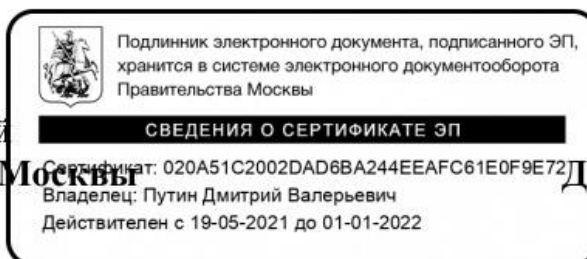 Подлинник электронного документа, подписанного ЭП,
хранится в системе электронного документооборота
Правительства Москвы
СВЕДЕНИЯ О СЕРТИФИКАТЕ ЭП
й
Москвы
Д
Сертификат: 020A51C2002DAD6BA244EEAFC61E0F9E72
Владелец: Путин Дмитрий Валерьевич
Действителен с 19-05-2021 до 01-01-2022